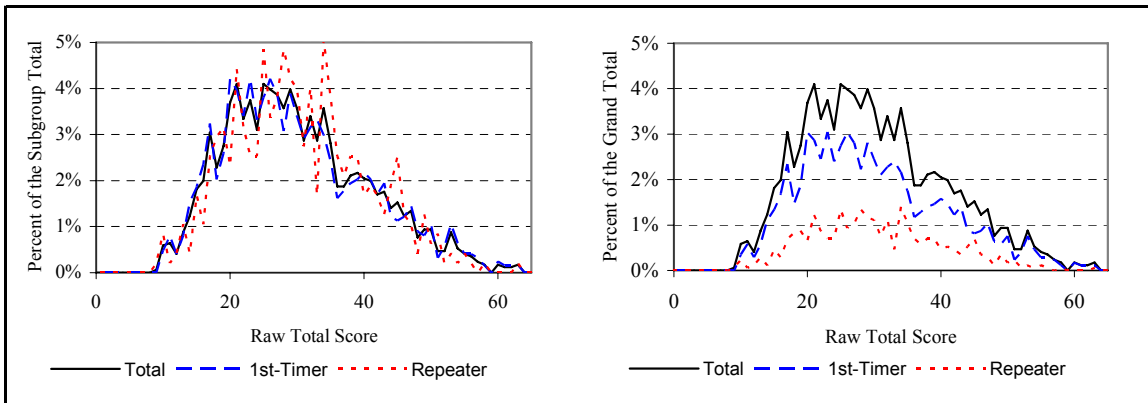 Percent of the Subgroup Total
5%
4%
3%
2%
1%
0%
0 20 40 60
Raw Total Score
Total 1st-Timer Repeater
Percent of the Grand Total
5%
4%
3%
2%
1%
0%
0 20 40 60
Raw Total Score
Total 1st-Timer Repeater